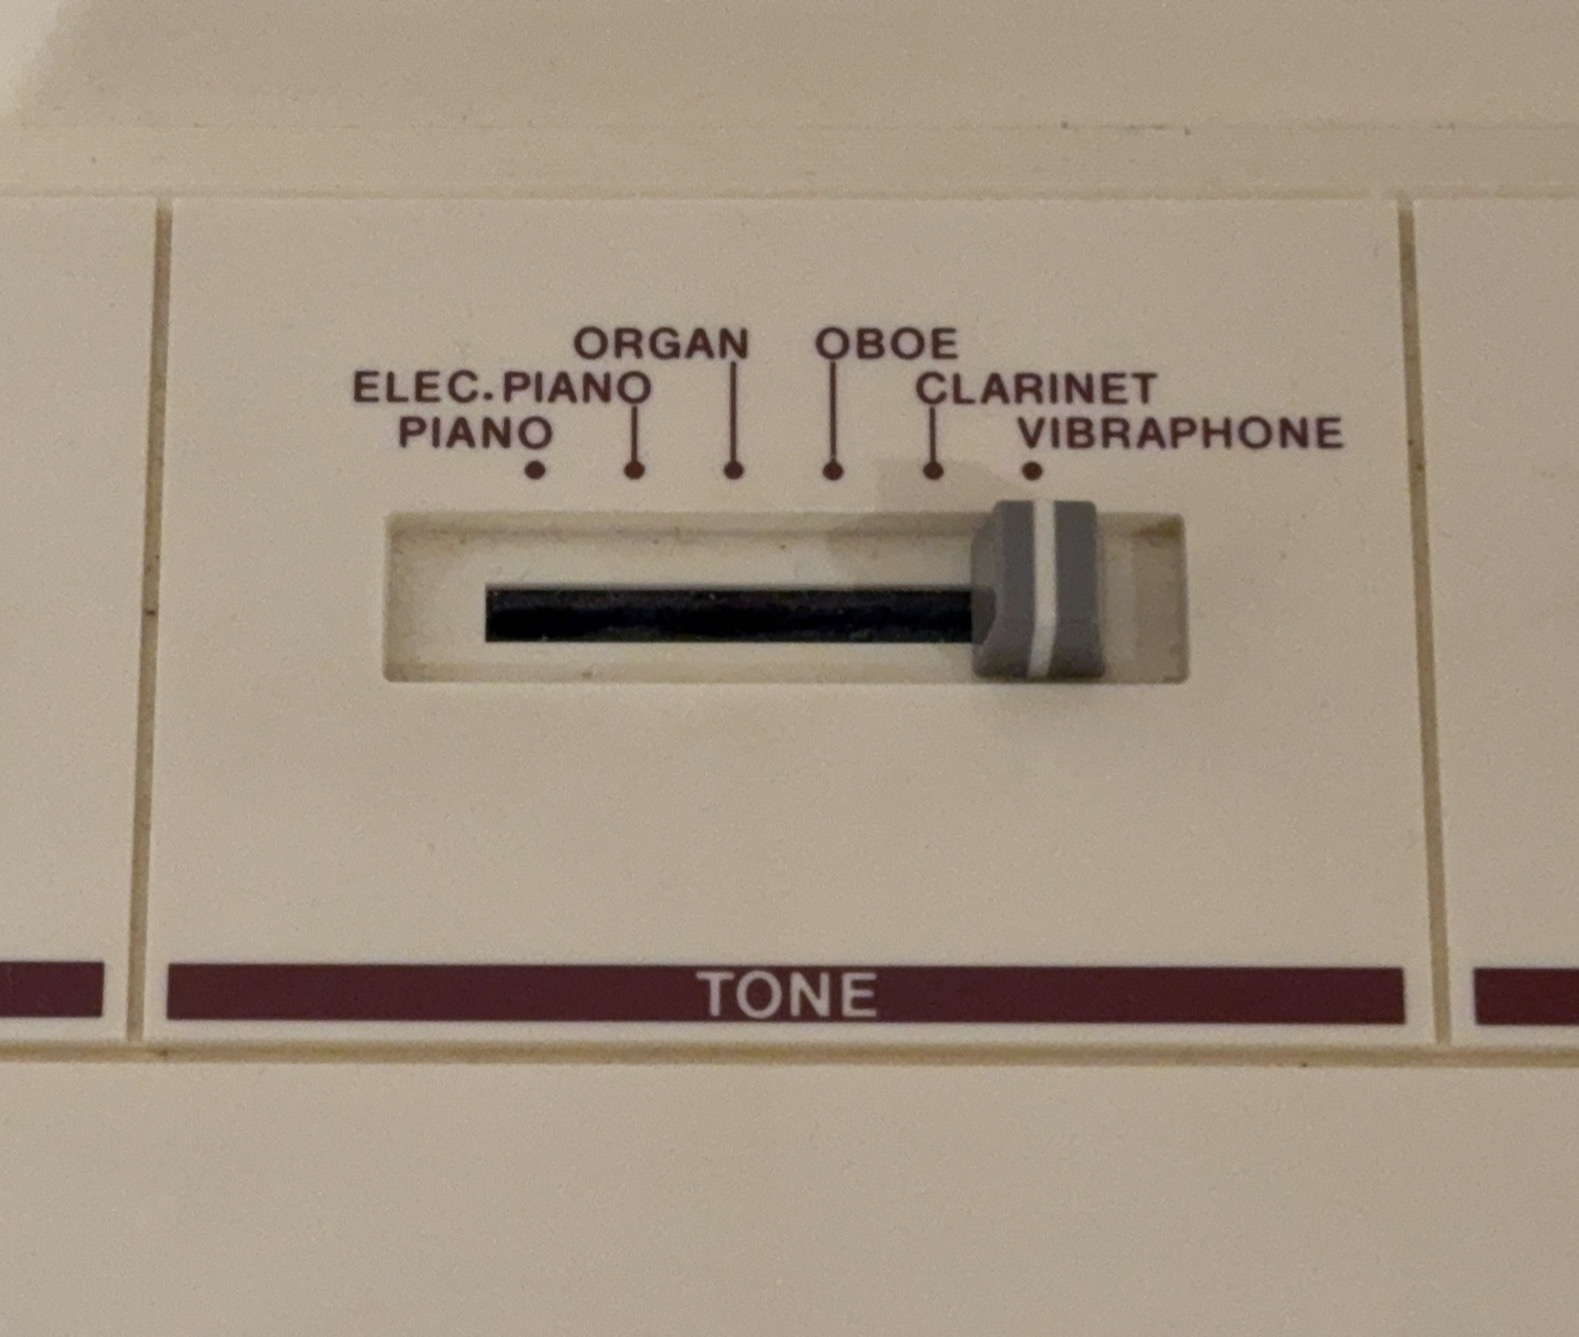 ORGAN OBOE
ELEC.PIANO CLARINET
PIANO VIBRAPHONE
TONE